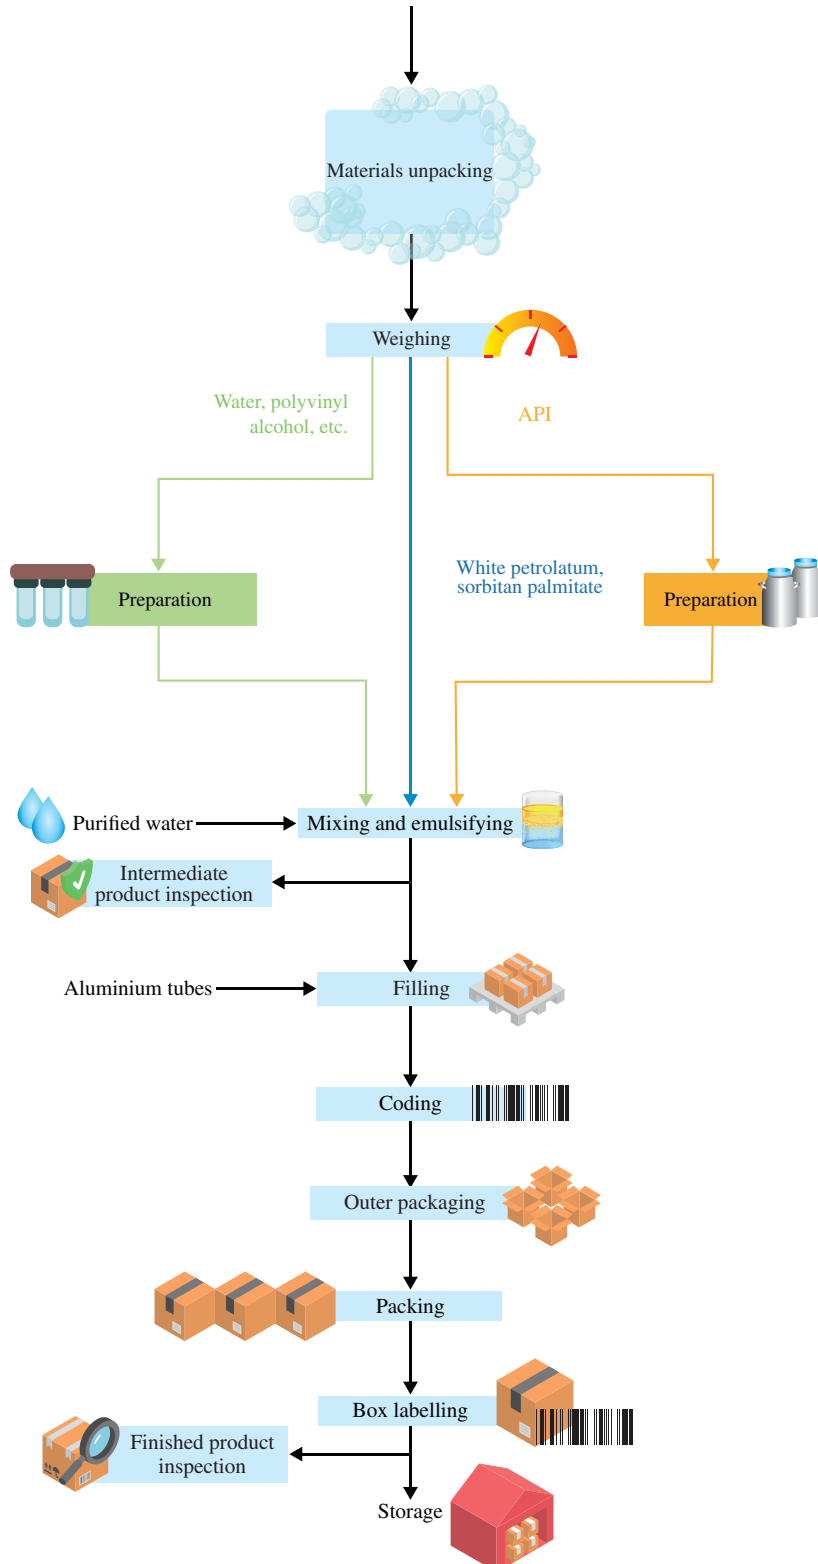 Materials unpacking
Weighing
Water, polyvinyl
alcohol, etc.
API
White petrolatum,
sorbitan palmitate
Preparation
Preparation
Purified water
Mixing and emulsifying
Intermediate
product inspection
Aluminium tubes
Filling
Coding
Outer packaging
Packing
Box labelling
Finished product
inspection
Storage